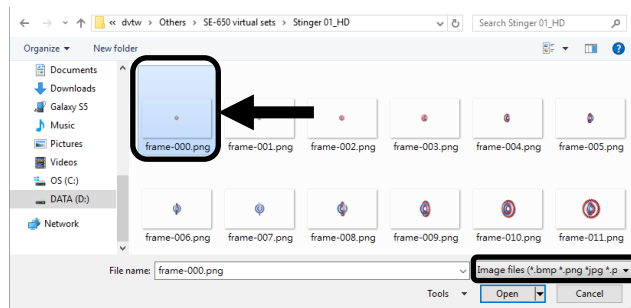 « dvtw › Others › SE-650 virtual sets › Stinger 01_HD
Search Stinger 01_HD
Organize
New folder
Documents
Downloads
Galaxy S5
Music
Pictures
Videos
OS (C:)
DATA (D:)
Network
frame-000.png frame-001.png frame-002.png frame-003.png frame-004.png frame-005.png
frame-006.png frame-007.png frame-008.png frame-009.png frame-010.png frame-011.png
File name: frame-000.png
Image files (*.bmp *.png *jpg *.p
Tools
Open
Cancel